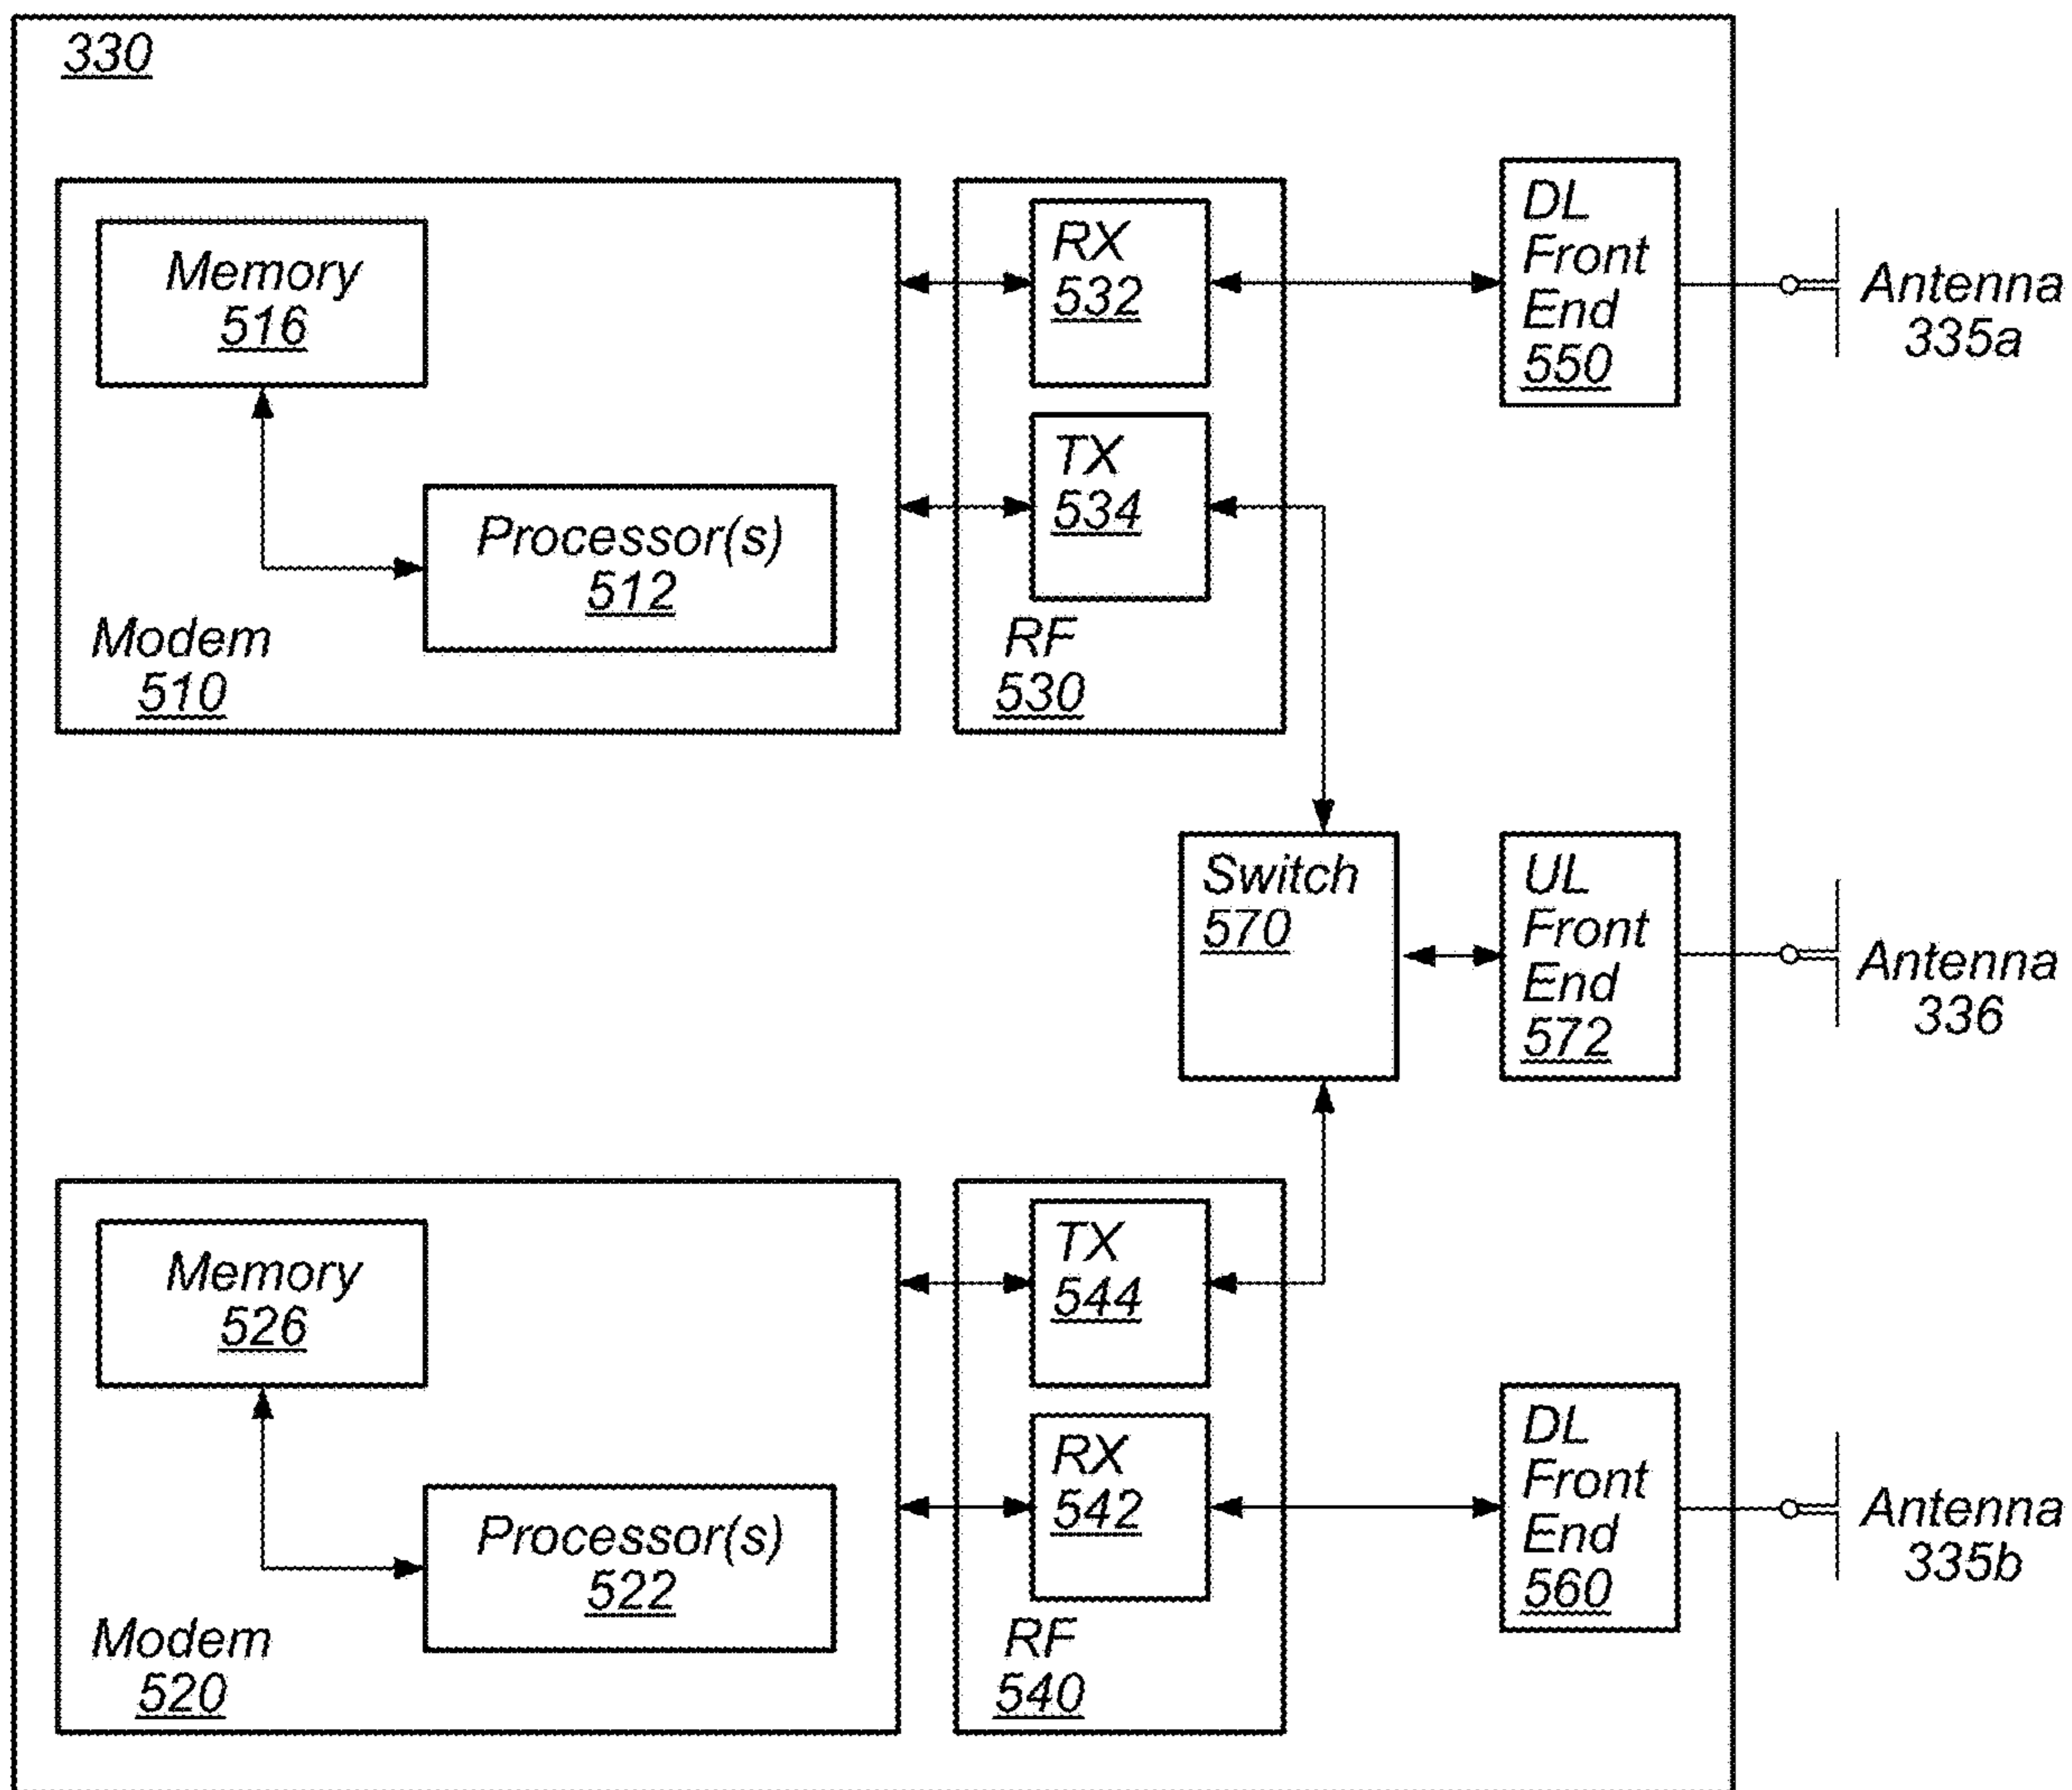 330
Memory
516
Processor(s)
512
Modem
510
RX
532
TX
534
RF
530
DL
Front
End
550
Antenna
335a
Switch
570
UL
Front
End
572
Antenna
336
Memory
526
Processor(s)
522
Modem
520
TX
544
RX
542
RF
540
DL
Front
End
560
Antenna
335b